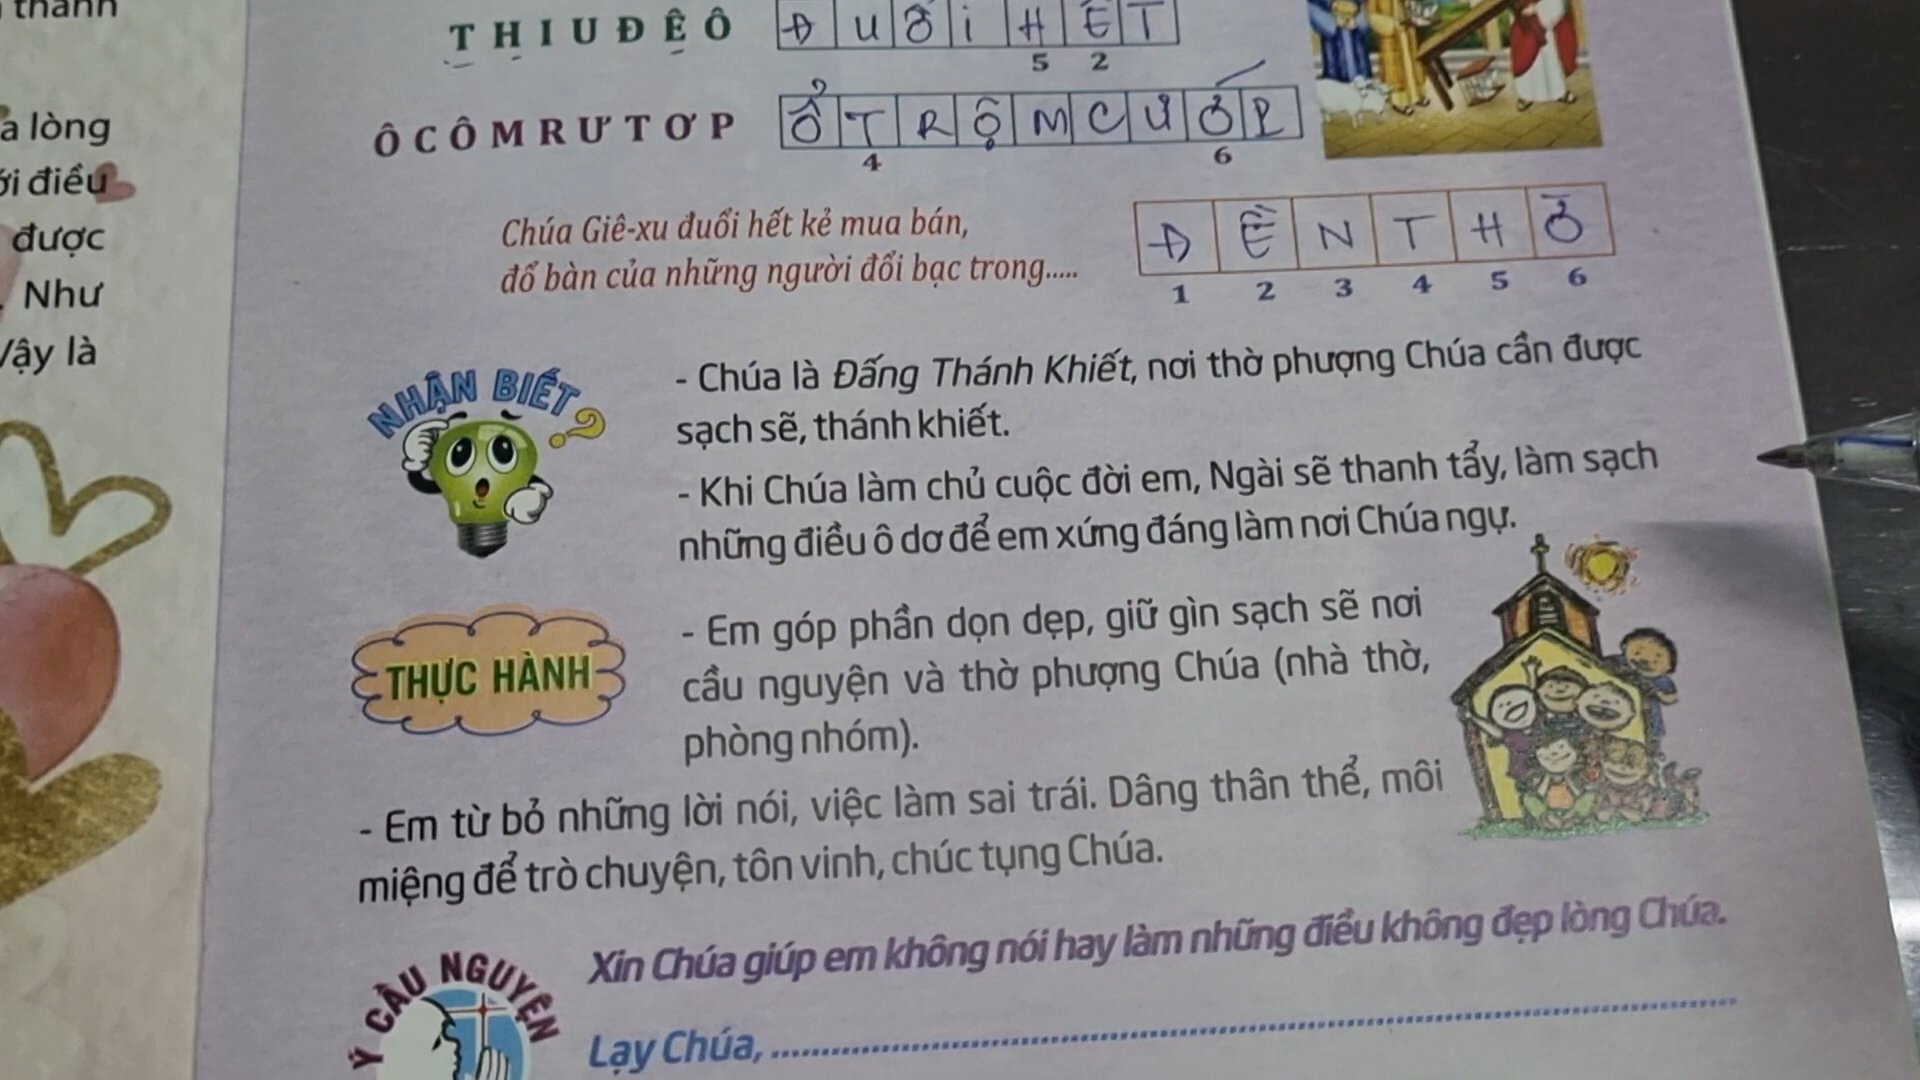 thánh
a lòng
ới điều
được
. Như
Vậy là
T H I U Đ Ê Ô
Đ U Ổ I H Ế T
5 2
Ô C Ô M R Ư T Ơ P
Ổ T R Ộ M C Ư Ớ P
4 6
Chúa Giê-xu đuổi hết kẻ mua bán,
đổ bàn của những người đổi bạc trong.....
Đ Ề N T H Ờ
1 2 3 4 5 6
NHẬN BIẾT?
- Chúa là Đấng Thánh Khiết, nơi thờ phượng Chúa cần được
sạch sẽ, thánh khiết.
- Khi Chúa làm chủ cuộc đời em, Ngài sẽ thanh tẩy, làm sạch
những điều ô dơ để em xứng đáng làm nơi Chúa ngự.
THỰC HÀNH
- Em góp phần dọn dẹp, giữ gìn sạch sẽ nơi
cầu nguyện và thờ phượng Chúa (nhà thờ,
phòng nhóm).
- Em từ bỏ những lời nói, việc làm sai trái. Dâng thân thể, môi
miệng để trò chuyện, tôn vinh, chúc tụng Chúa.
Ý CẦU NGUYỆN
Xin Chúa giúp em không nói hay làm những điều không đẹp lòng Chúa.
Lạy Chúa, ....................